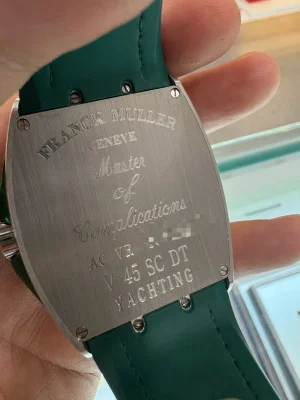 FRANCK MULLER
GENEVE
Master
of
Complications
AC VR
V 45 SC DT
YACHTING